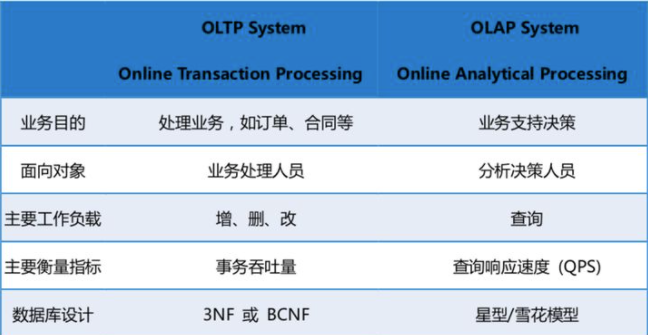 OLTP System OLAP System
Online Transaction Processing Online Analytical Processing
业务目的 处理业务，如订单、合同等 业务支持决策
面向对象 业务处理人员 分析决策人员
主要工作负载 增、删、改 查询
主要衡量指标 事务吞吐量 查询响应速度 (QPS)
数据库设计 3NF 或 BCNF 星型/雪花模型